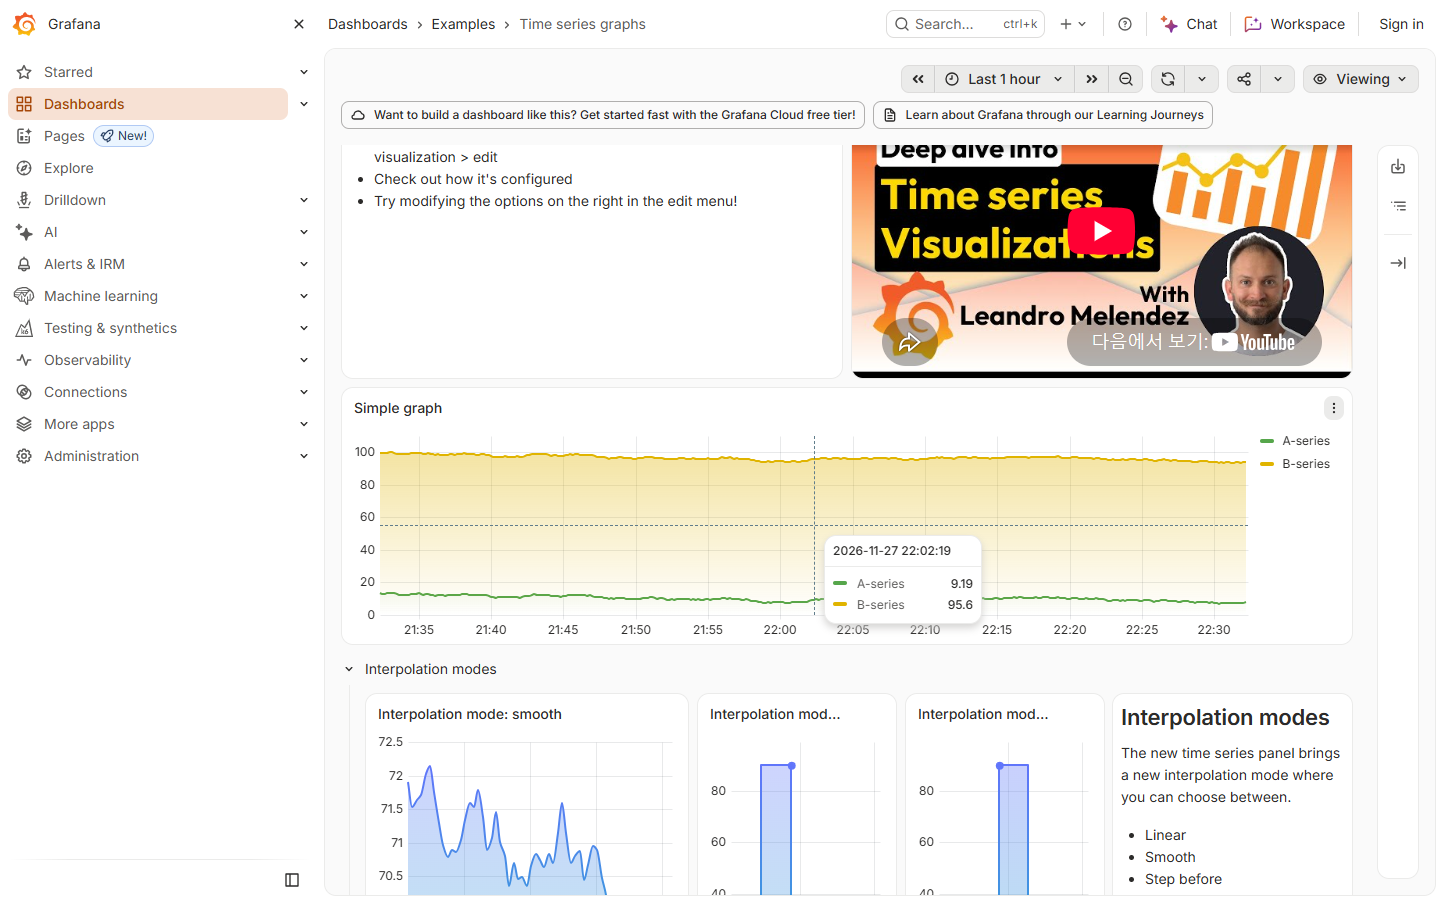 Grafana
Dashboards
Examples
Time series graphs
Search...
ctrl+k
Chat
Workspace
Sign in
Starred
Dashboards
Pages
New!
Explore
Drilldown
AI
Alerts & IRM
Machine learning
Testing & synthetics
Observability
Connections
More apps
Administration
Last 1 hour
Viewing
Want to build a dashboard like this? Get started fast with the Grafana Cloud free tier!
Learn about Grafana through our Learning Journeys
visualization > edit
Check out how it's configured
Try modifying the options on the right in the edit menu!
Deep dive into
Time series
Visualizations
With
Leandro Melendez
다음에서 보기: YouTube
Simple graph
100
80
60
40
20
0
21:35
21:40
21:45
21:50
21:55
22:00
22:05
22:10
22:15
22:20
22:25
22:30
A-series
B-series
2026-11-27 22:02:19
A-series 9.19
B-series 95.6
Interpolation modes
Interpolation mode: smooth
72.5
72
71.5
71
70.5
Interpolation mod...
80
60
40
Interpolation mod...
80
60
40
Interpolation modes
The new time series panel brings
a new interpolation mode where
you can choose between.
Linear
Smooth
Step before